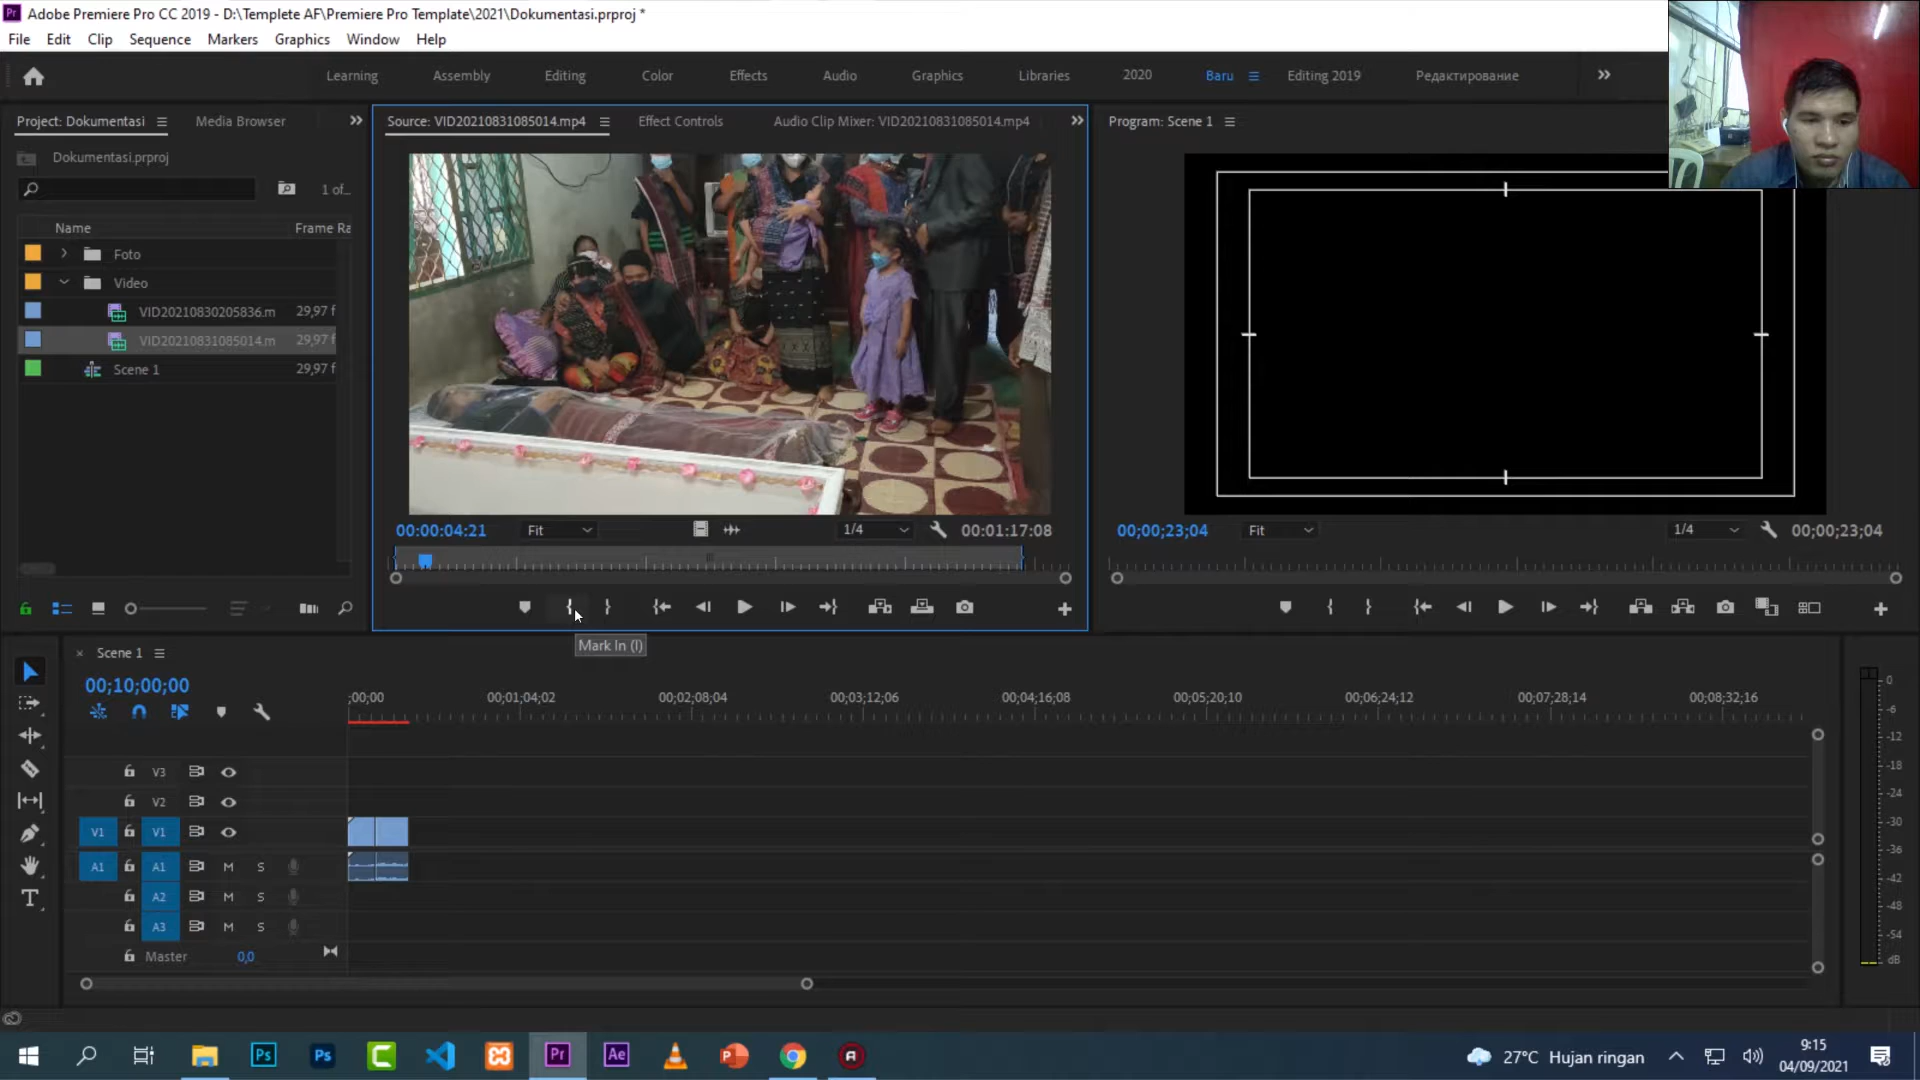 Adobe Premiere Pro CC 2019 - D:\Templete AF\Premiere Pro Template\2021\Dokumentasi.prproj *
File Edit Clip Sequence Markers Graphics Window Help
Learning Assembly Editing Color Effects Audio Graphics Libraries 2020 Baru Editing 2019 Редактирование
Project: Dokumentasi Media Browser
Source: VID20210831085014.mp4 Effect Controls Audio Clip Mixer: VID20210831085014.mp4
Program: Scene 1
Dokumentasi.prproj
1 of...
Name Frame Ra
Foto
Video
VID20210830205836.m 29,97 f
VID20210831085014.m 29,97 f
Scene 1 29,97 f
00:00:04:21 Fit 1/4 00:01:17:08
00;00;23;04 Fit 1/4 00;00;23;04
Mark In (I)
Scene 1
00;10;00;00
;00;00 00;01;04;02 00;02;08;04 00;03;12;06 00;04;16;08 00;05;20;10 00;06;24;12 00;07;28;14 00;08;32;16
V3
V2
V1 V1
A1 A1 M S
A2 M S
A3 M S
Master 0,0
0
-6
-12
-18
-24
-30
-36
-42
-48
-54
dB
Ps Ps C Pr Ae P
27°C Hujan ringan
9:15
04/09/2021